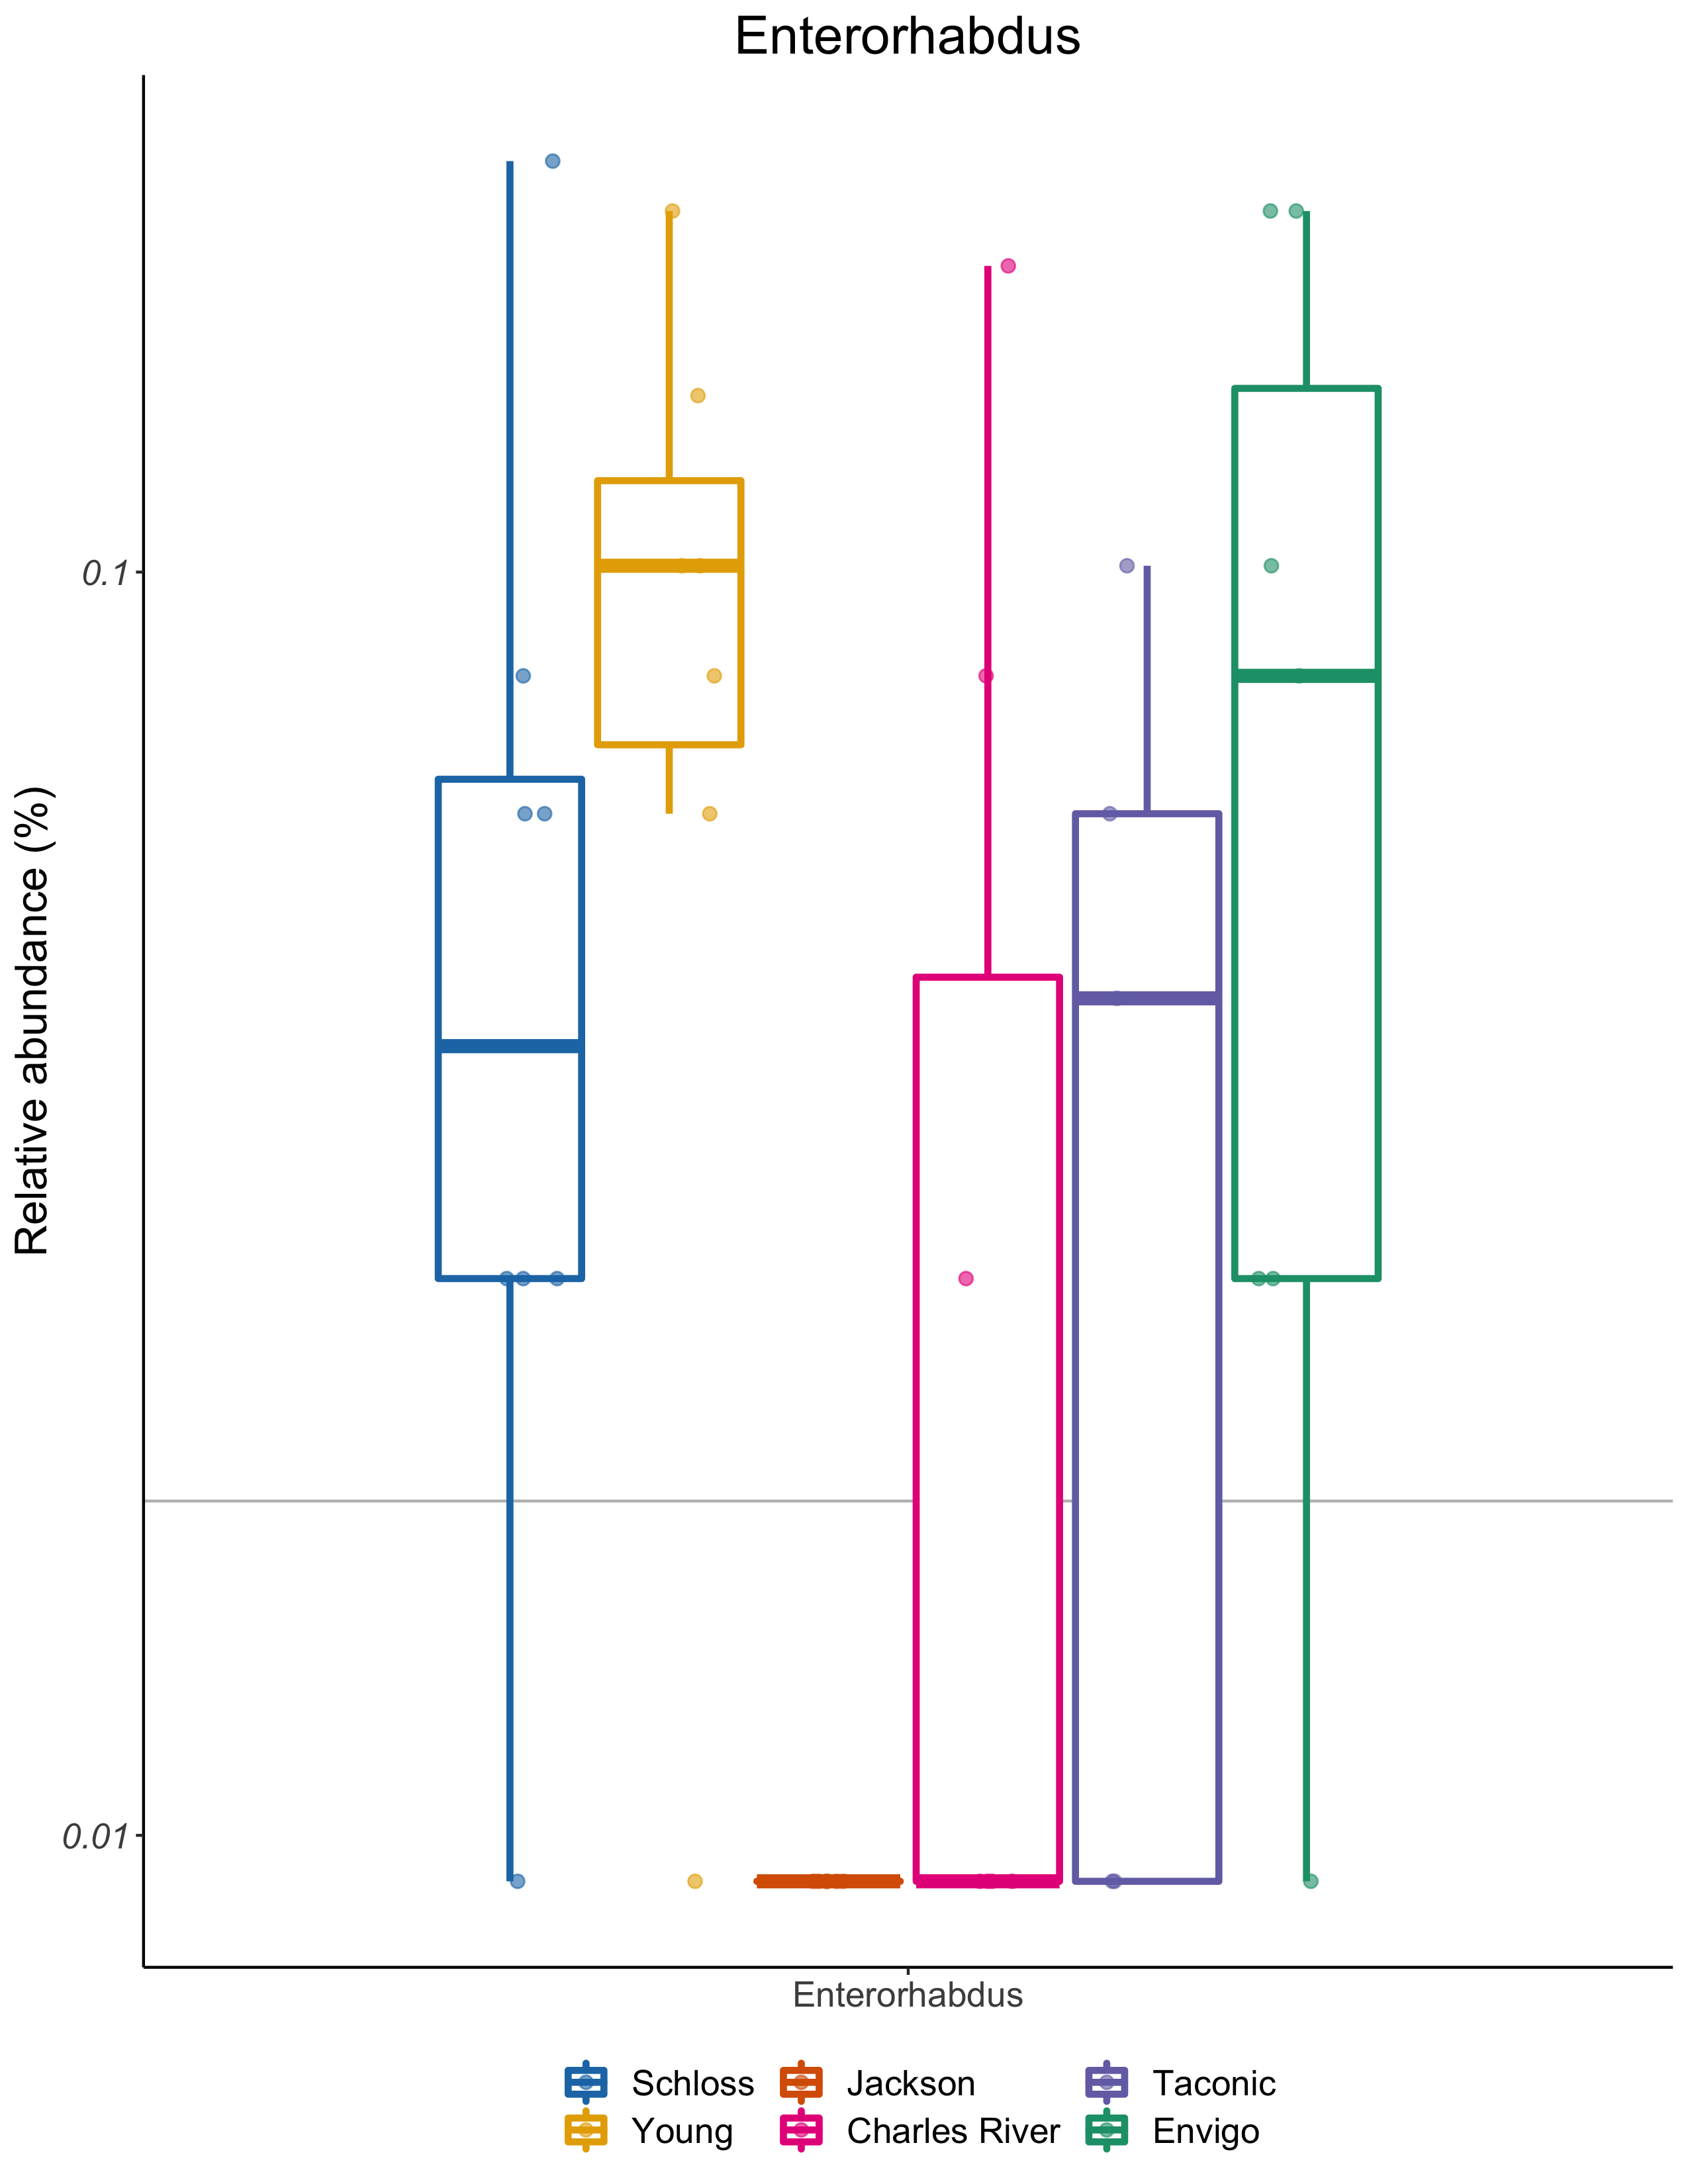 Enterorhabdus
Relative abundance (%)
0.1
0.01
Enterorhabdus
Schloss
Jackson
Taconic
Young
Charles River
Envigo